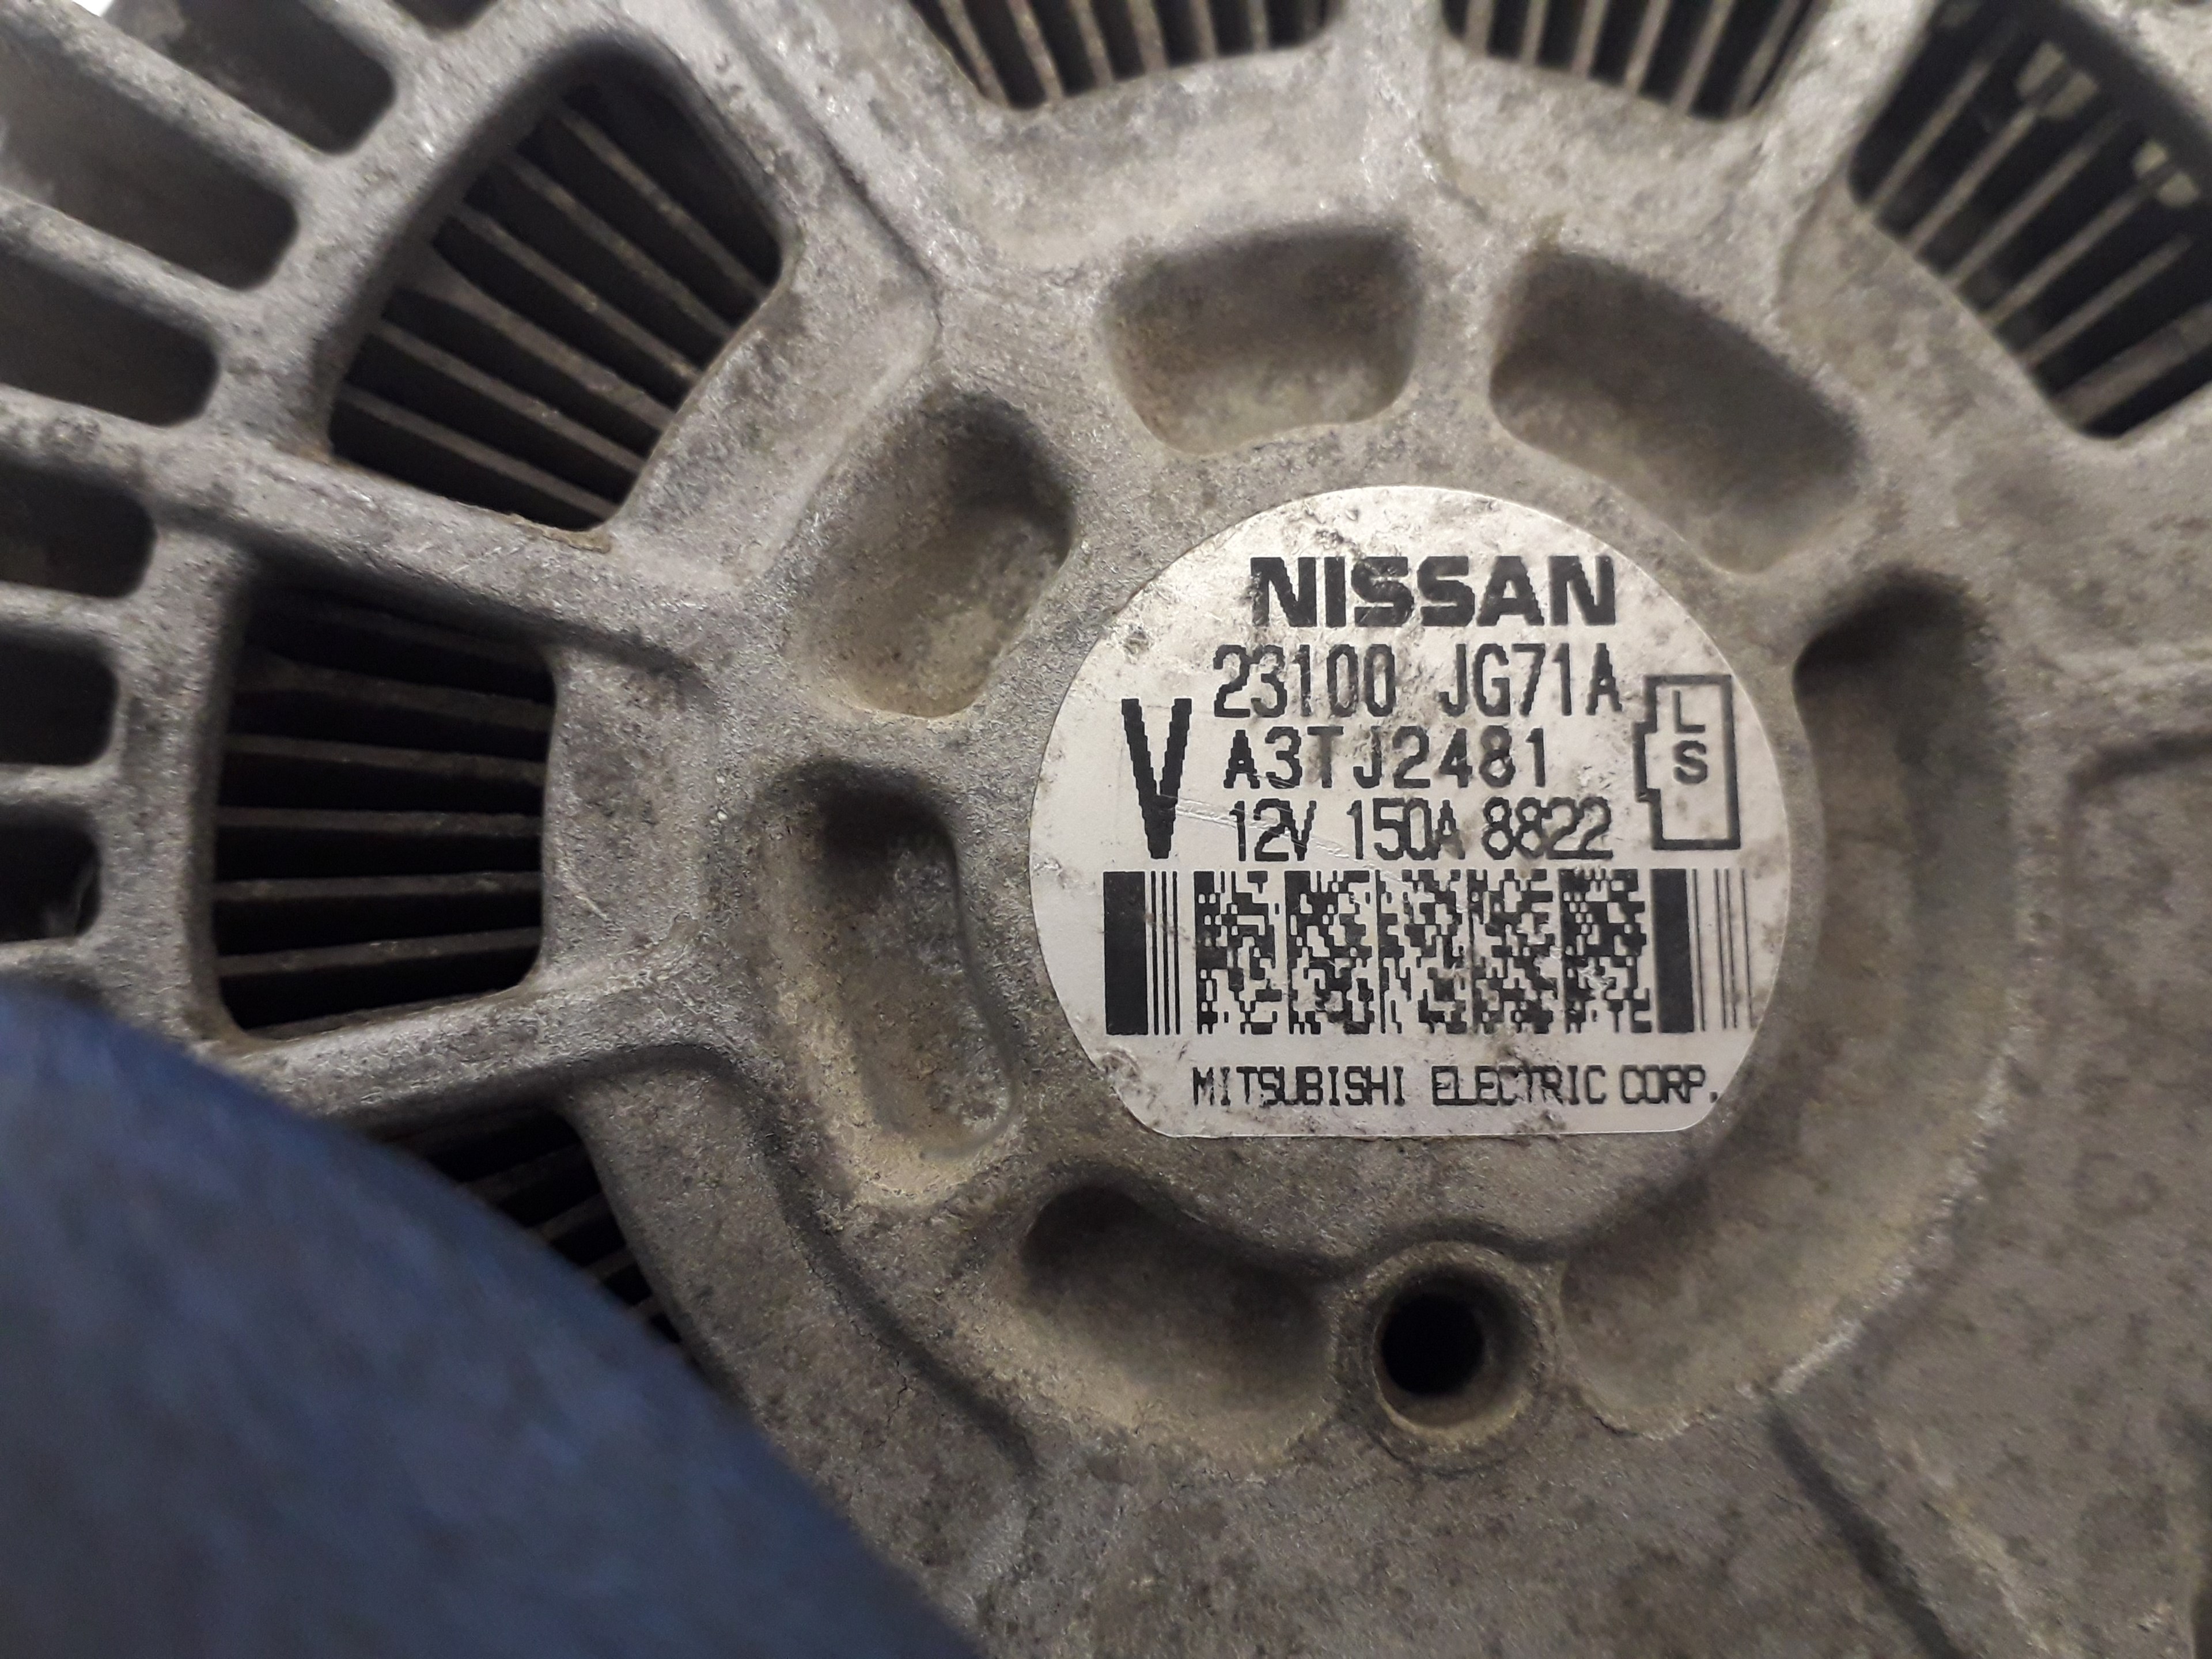 NISSAN
23100 JG71A
V A3TJ2481
L
S
12V 150A 8822
MITSUBISHI ELECTRIC CORP.